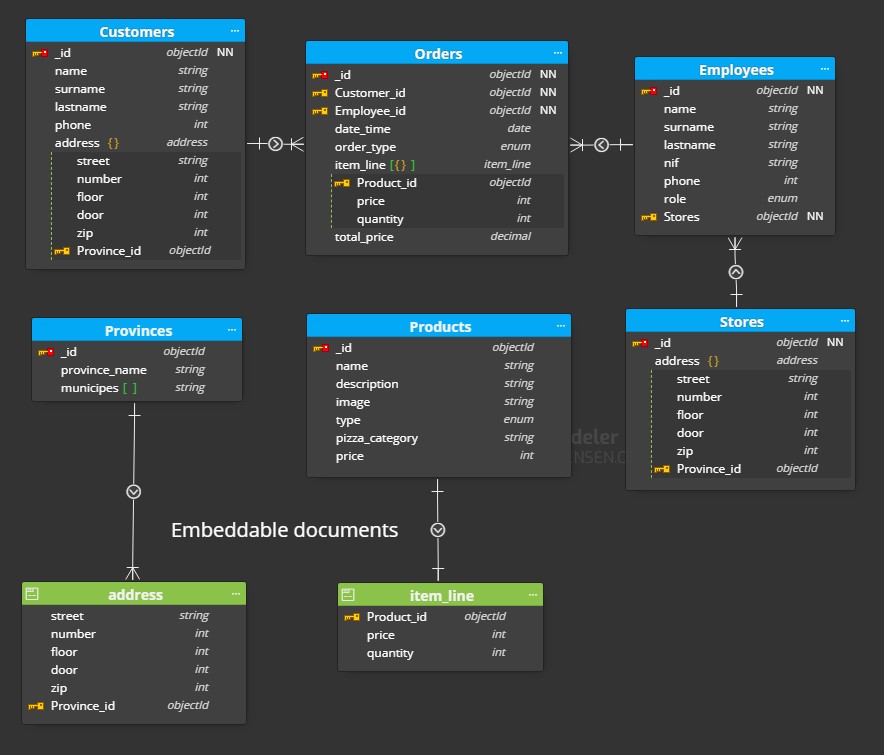 Customers ...
_id objectId NN
name string
surname string
lastname string
phone int
address {} address
street string
number int
floor int
door int
zip int
Province_id objectId
Orders ...
_id objectId NN
Customer_id objectId NN
Employee_id objectId NN
date_time date
order_type enum
item_line [{} ] item_line
Product_id objectId
price int
quantity int
total_price decimal
Employees ...
_id objectId NN
name string
surname string
lastname string
nif string
phone int
role enum
Stores objectId NN
Provinces ...
_id objectId
province_name string
municipes [ ] string
Products ...
_id objectId
name string
description string
image string
type enum
pizza_category string
price int
Stores ...
_id objectId NN
address {} address
street string
number int
floor int
door int
zip int
Province_id objectId
deler
ENSEN.C
Embeddable documents
address ...
street string
number int
floor int
door int
zip int
Province_id objectId
item_line ...
Product_id objectId
price int
quantity int